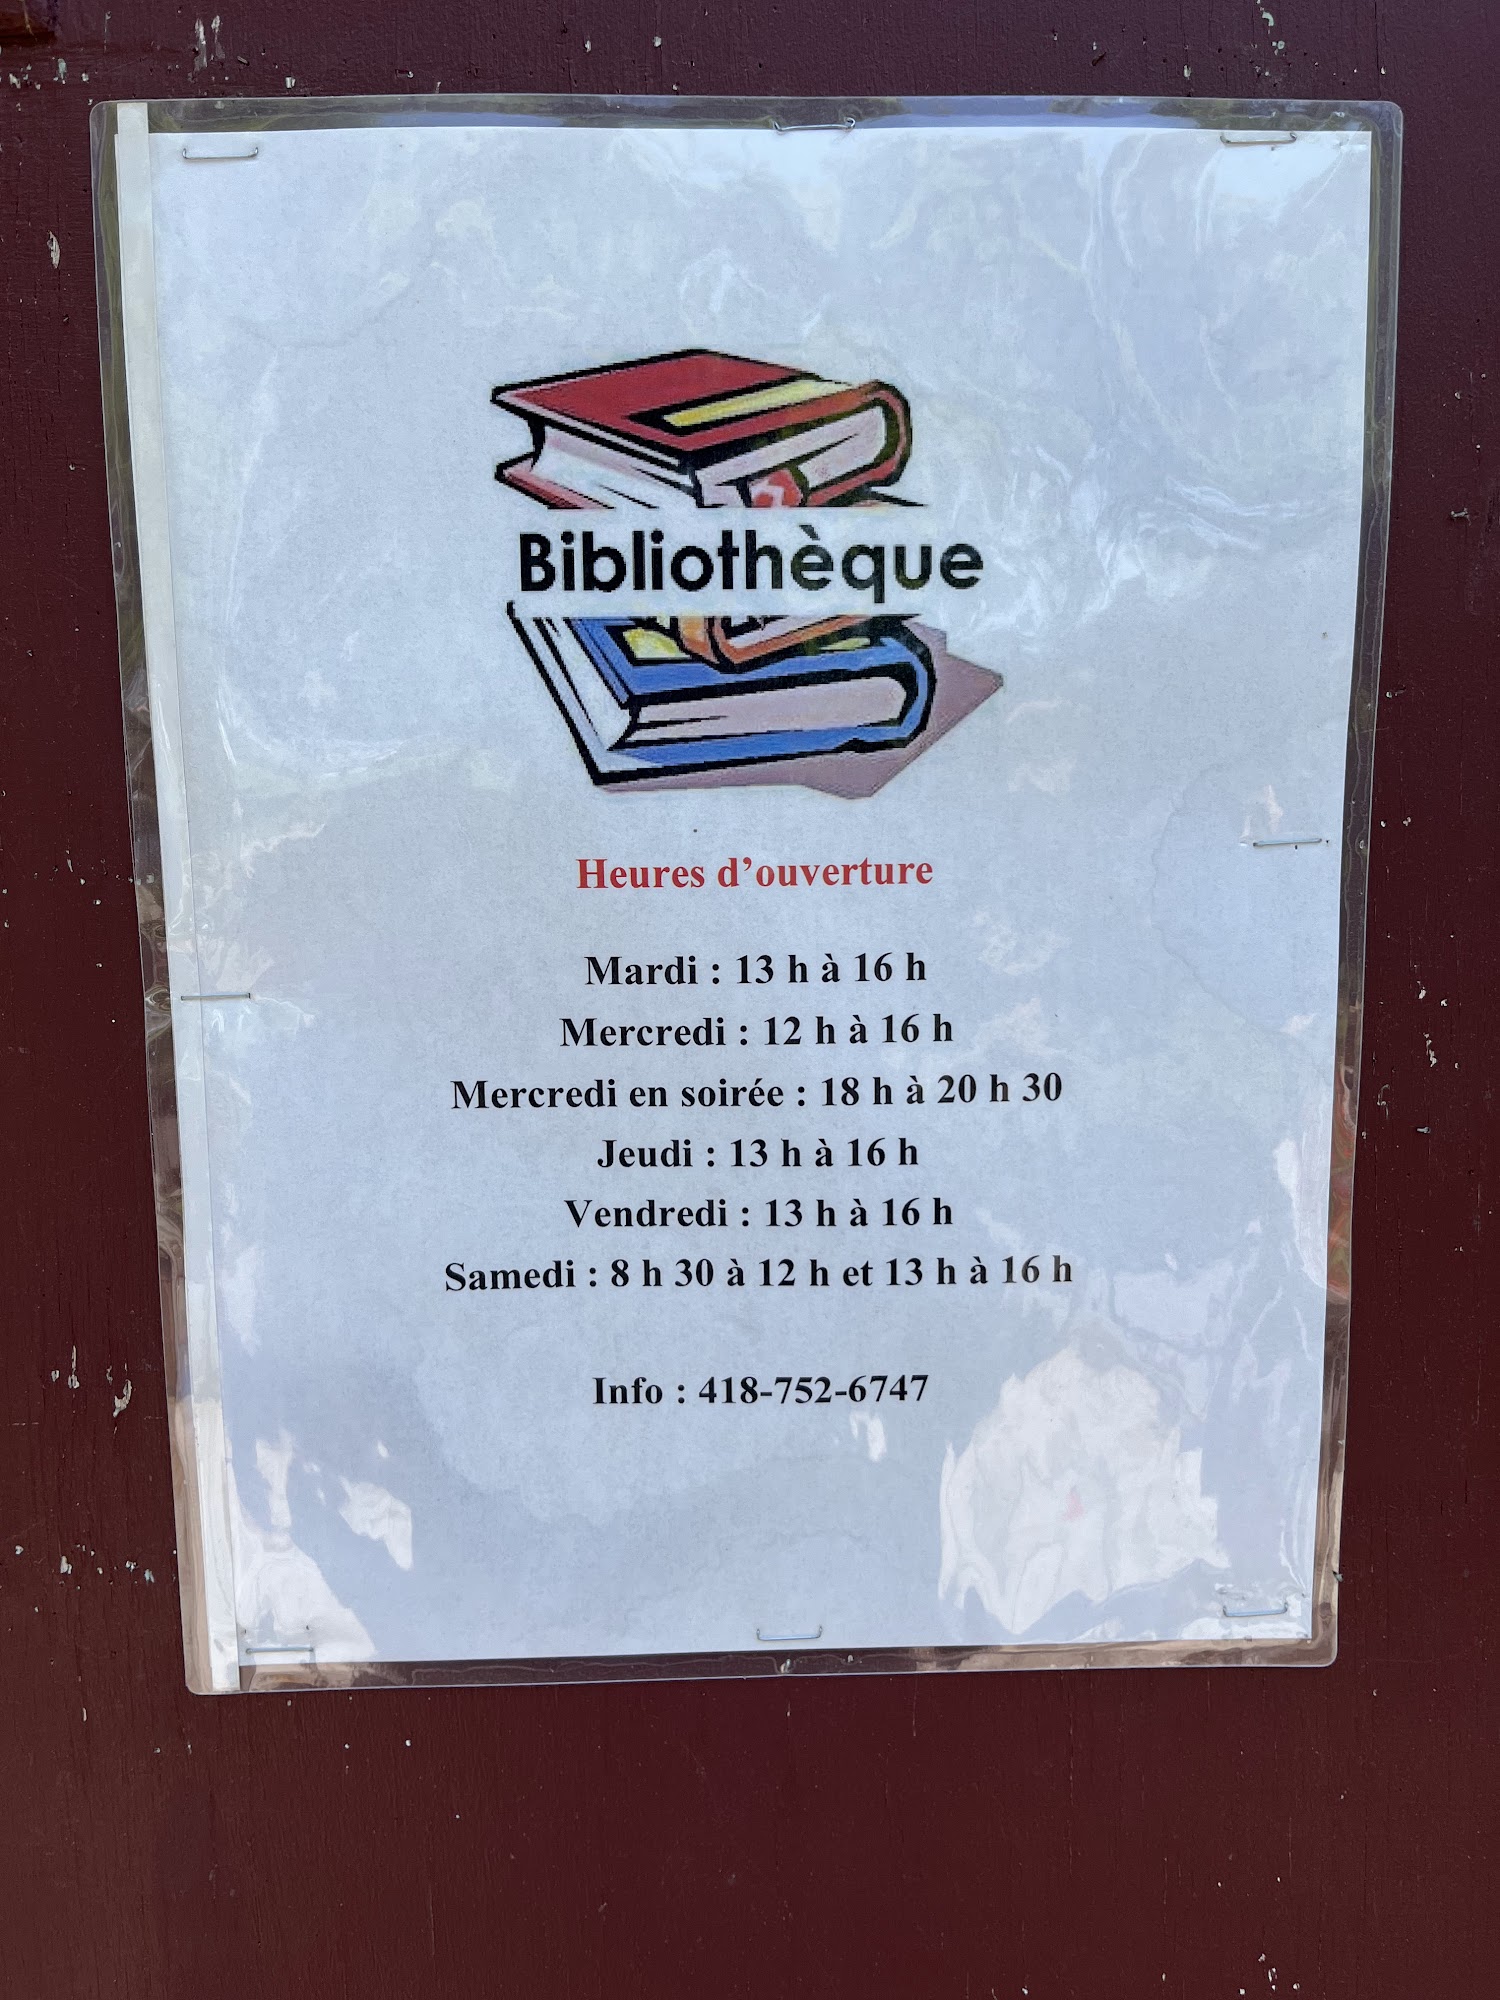 Bibliothèque
Heures d’ouverture
Mardi : 13 h à 16 h
Mercredi : 12 h à 16 h
Mercredi en soirée : 18 h à 20 h 30
Jeudi : 13 h à 16 h
Vendredi : 13 h à 16 h
Samedi : 8 h 30 à 12 h et 13 h à 16 h
Info : 418-752-6747